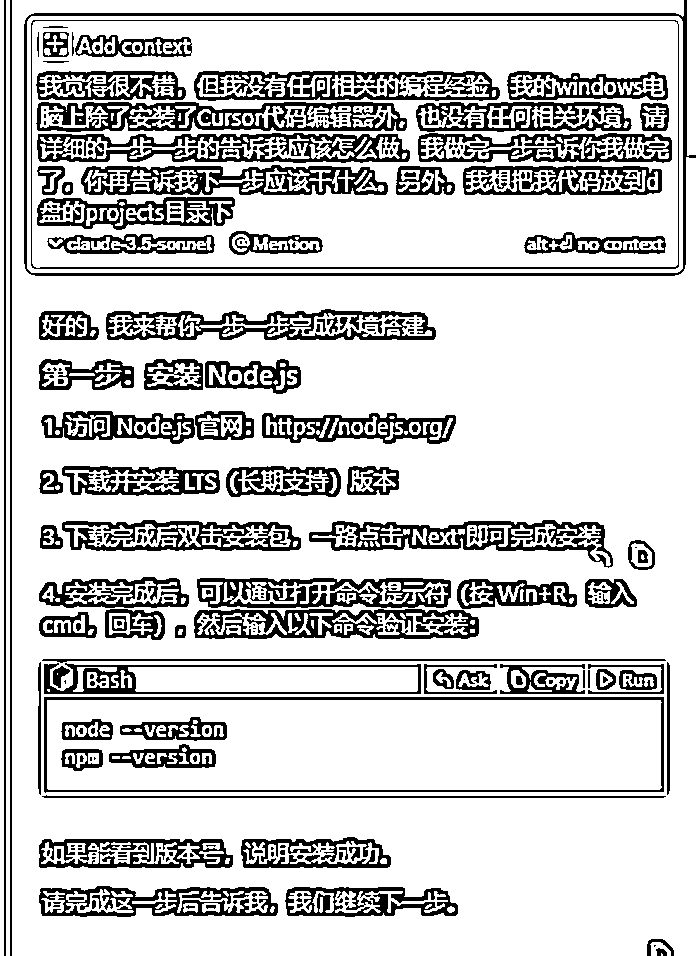 Add context
我觉得很不错，但我没有任何相关的编程经验，我的windows电
脑上除了安装了Cursor代码编辑器外，也没有任何相关环境，请
详细的一步一步的告诉我应该怎么做，我做完一步告诉你我做完
了，你再告诉我下一步应该干什么。另外，我想把我代码放到d
盘的projects目录下
claude-3.5-sonnet @Mention alt+⏎ no context
好的，我来帮你一步一步完成环境搭建。
第一步：安装 Node.js
1. 访问 Node.js 官网：https://nodejs.org/
2. 下载并安装 LTS（长期支持）版本
3. 下载完成后双击安装包，一路点击"Next"即可完成安装
4. 安装完成后，可以通过打开命令提示符（按 Win+R，输入
cmd，回车），然后输入以下命令验证安装：
Bash Ask Copy Run
node --version
npm --version
如果能看到版本号，说明安装成功。
请完成这一步后告诉我，我们继续下一步。